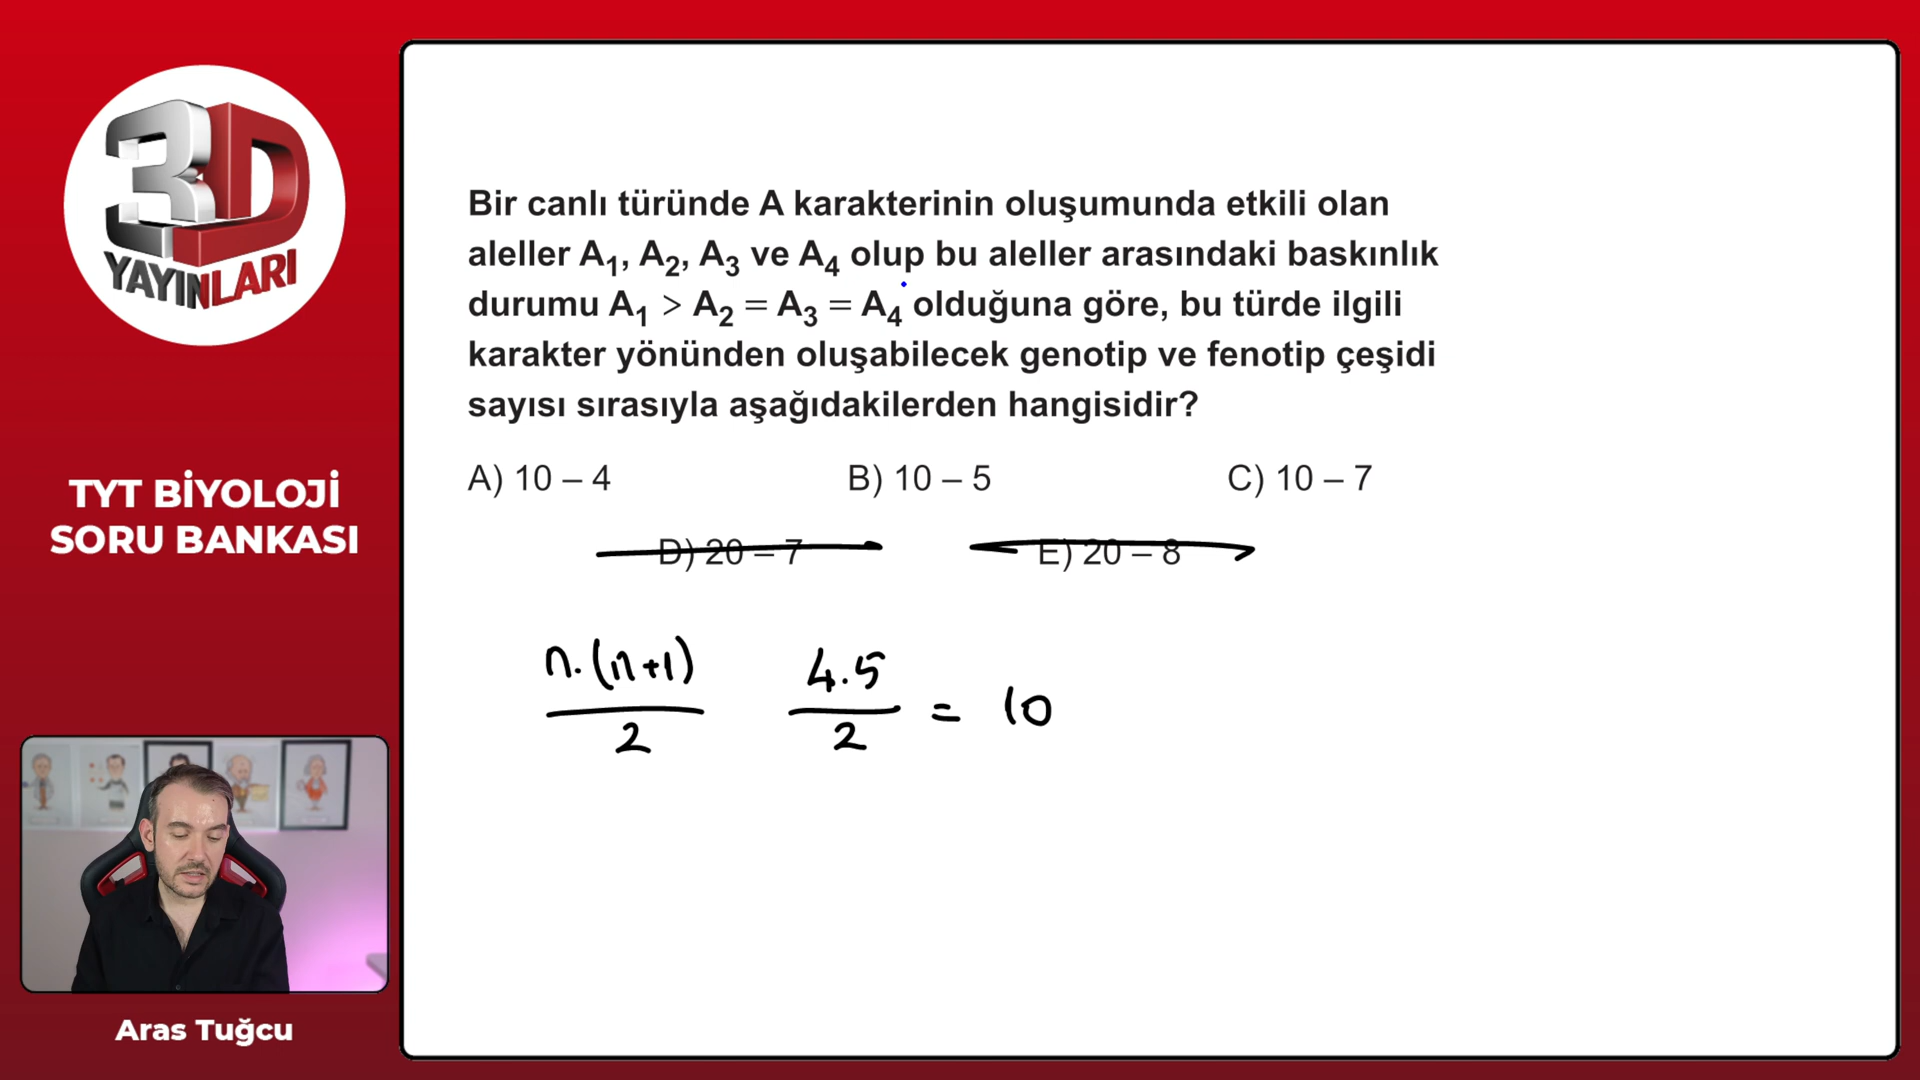 3D
YAYINLARI
TYT BİYOLOJİ
SORU BANKASI
Aras Tuğcu
Bir canlı türünde A karakterinin oluşumunda etkili olan
aleller A₁, A₂, A₃ ve A₄ olup bu aleller arasındaki baskınlık
durumu A₁ > A₂ = A₃ = A₄ olduğuna göre, bu türde ilgili
karakter yönünden oluşabilecek genotip ve fenotip çeşidi
sayısı sırasıyla aşağıdakilerden hangisidir?
A) 10 – 4 B) 10 – 5 C) 10 – 7
D) 20 – 7 E) 20 – 8
n.(n+1) 4.5
2 2 = 10